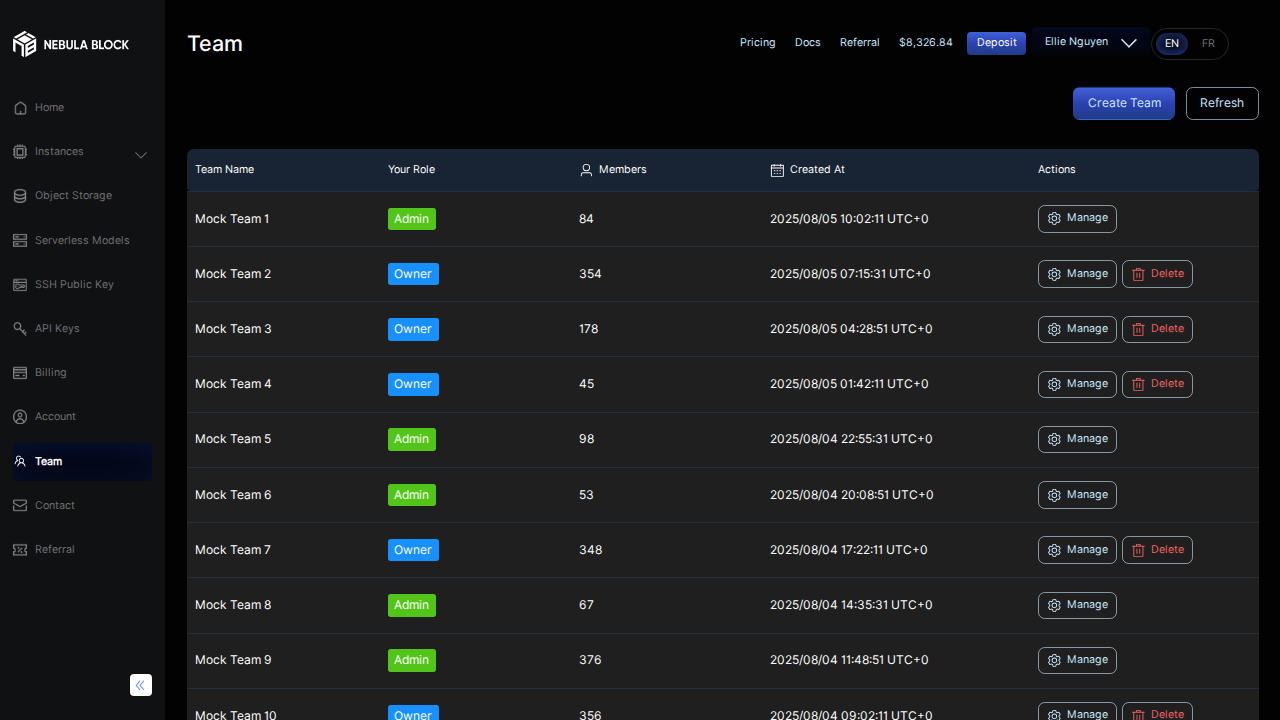 NEBULA BLOCK
Team
Pricing Docs Referral $8,326.84 Deposit Ellie Nguyen EN FR
Create Team Refresh
Home
Instances
Object Storage
Serverless Models
SSH Public Key
API Keys
Billing
Account
Team
Contact
Referral
Team Name Your Role Members Created At Actions
Mock Team 1 Admin 84 2025/08/05 10:02:11 UTC+0 Manage
Mock Team 2 Owner 354 2025/08/05 07:15:31 UTC+0 Manage Delete
Mock Team 3 Owner 178 2025/08/05 04:28:51 UTC+0 Manage Delete
Mock Team 4 Owner 45 2025/08/05 01:42:11 UTC+0 Manage Delete
Mock Team 5 Admin 98 2025/08/04 22:55:31 UTC+0 Manage
Mock Team 6 Admin 53 2025/08/04 20:08:51 UTC+0 Manage
Mock Team 7 Owner 348 2025/08/04 17:22:11 UTC+0 Manage Delete
Mock Team 8 Admin 67 2025/08/04 14:35:31 UTC+0 Manage
Mock Team 9 Admin 376 2025/08/04 11:48:51 UTC+0 Manage
Mock Team 10 Owner 356 2025/08/04 09:02:11 UTC+0 Manage Delete